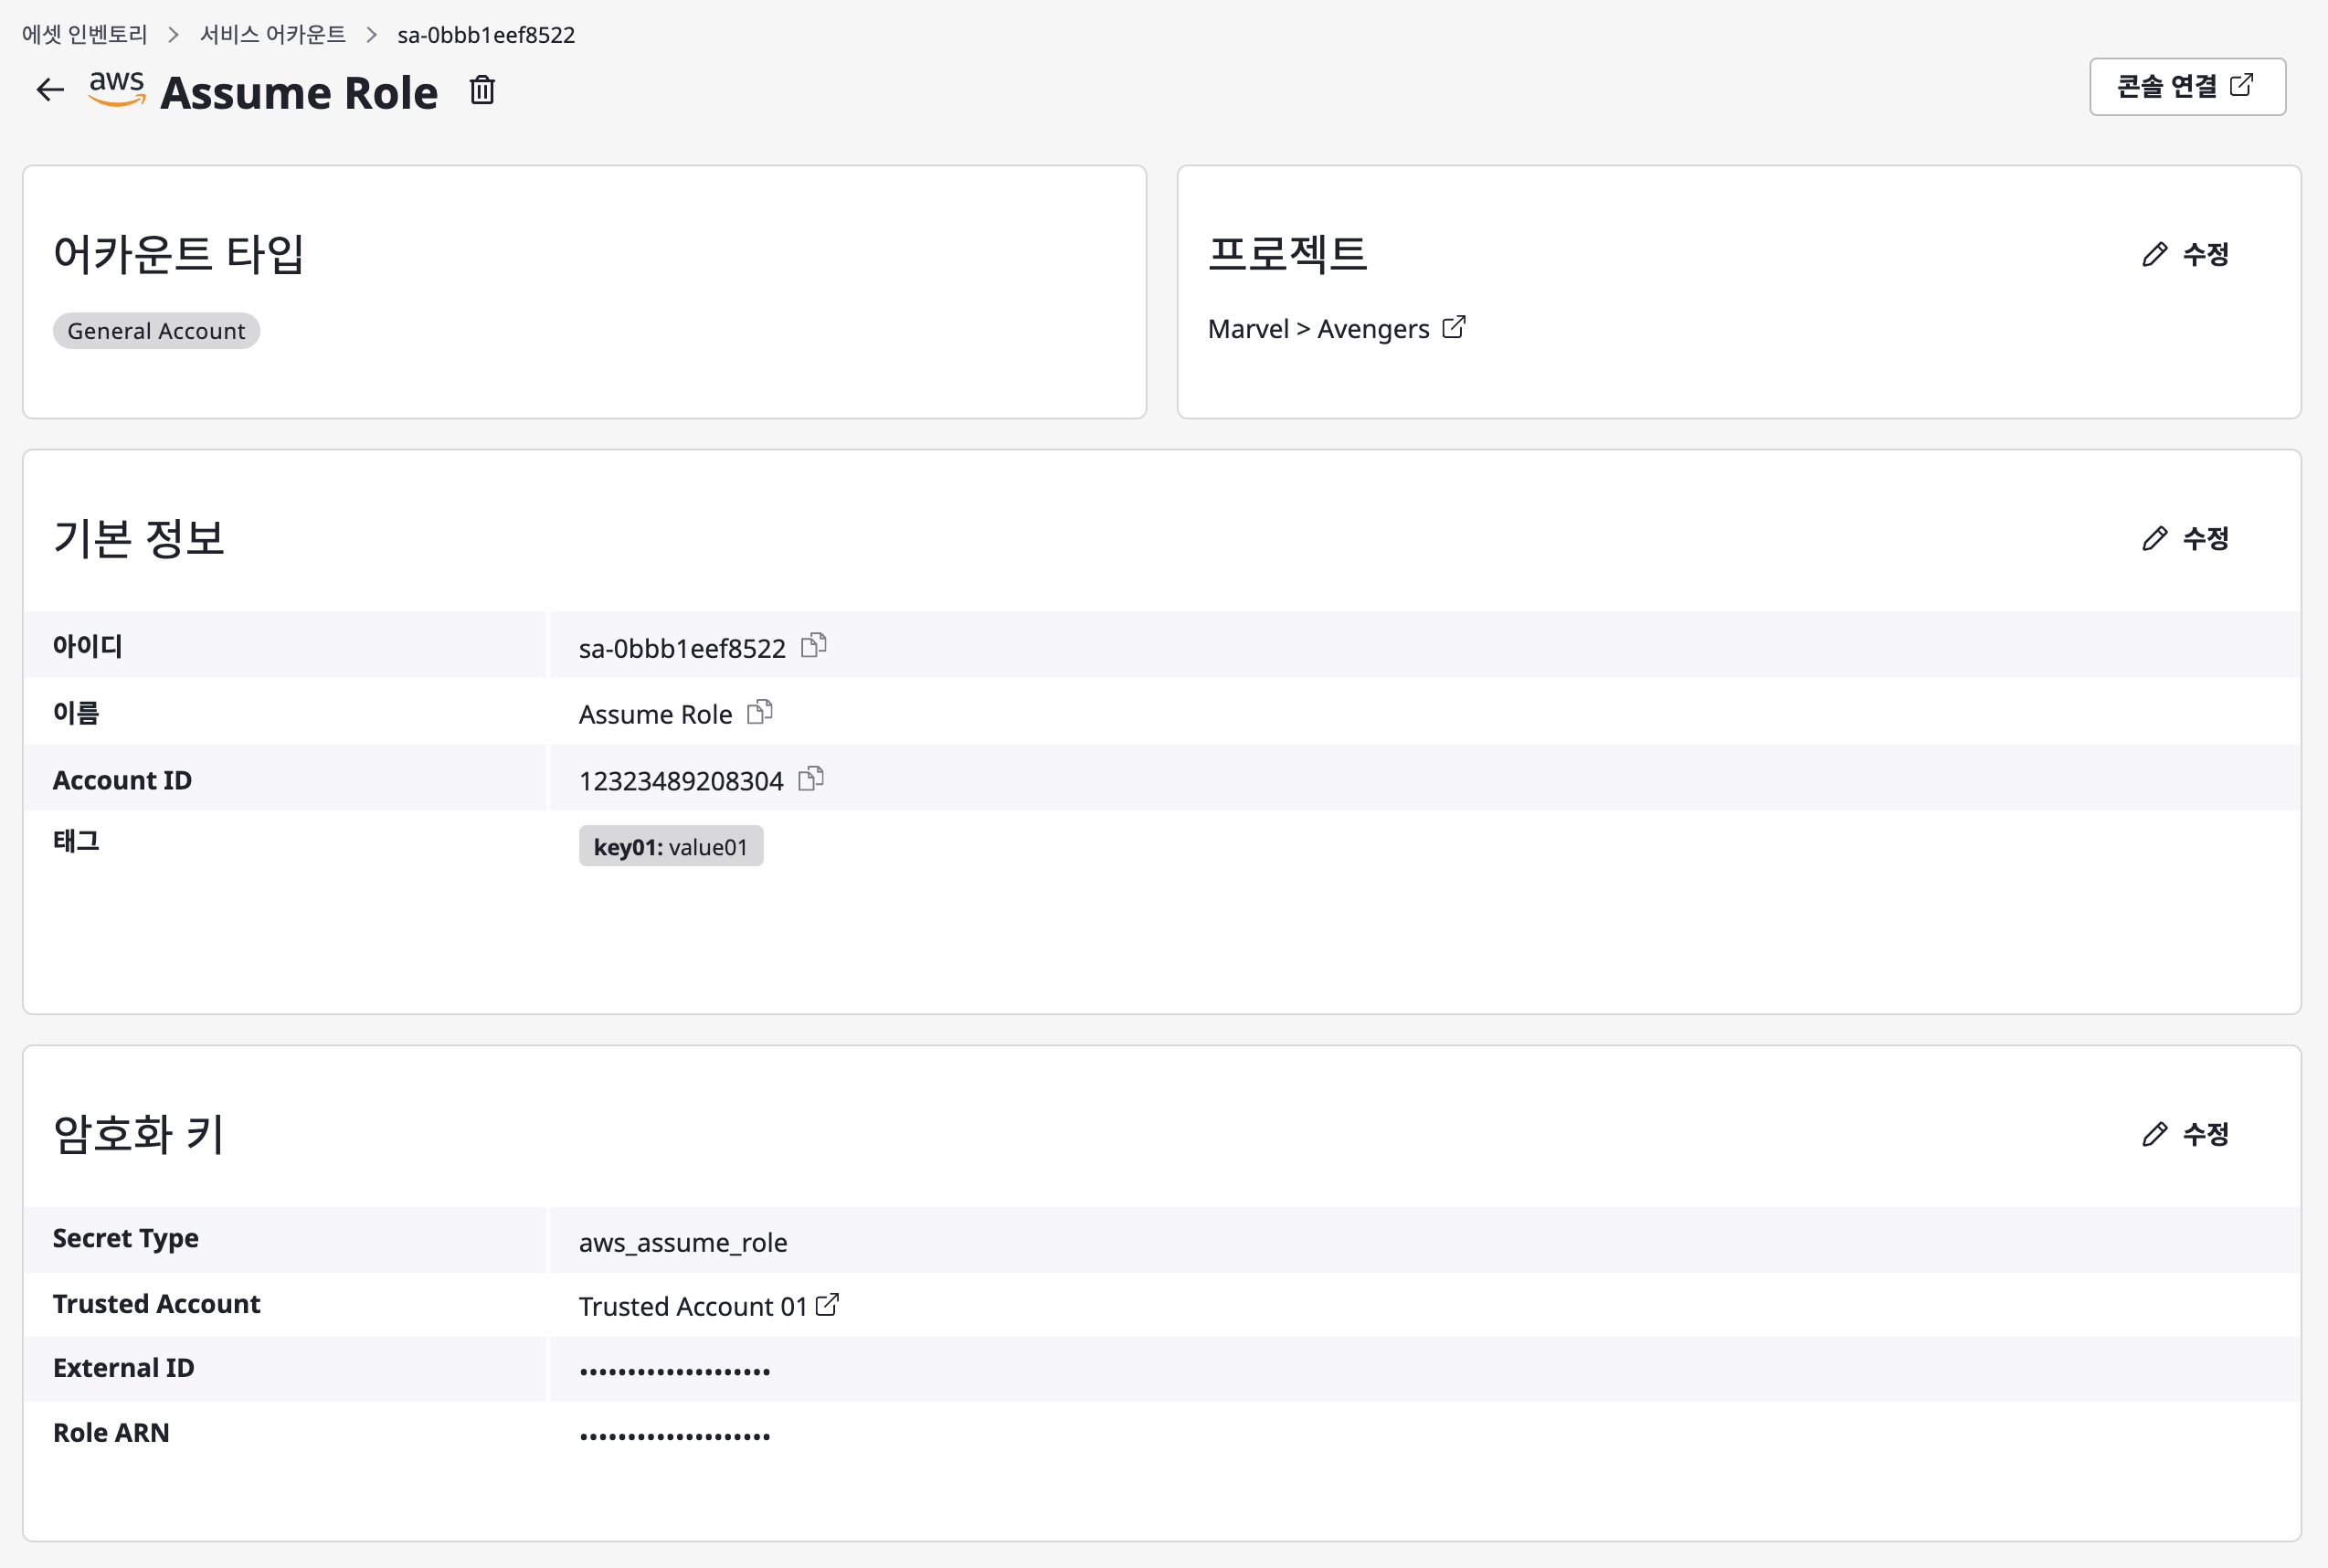 에셋 인벤토리 > 서비스 어카운트 > sa-0bbb1eef8522
aws Assume Role
콘솔 연결
어카운트 타입
General Account
프로젝트
수정
Marvel > Avengers
기본 정보
수정
아이디 sa-0bbb1eef8522
이름 Assume Role
Account ID 12323489208304
태그 key01: value01
암호화 키
수정
Secret Type aws_assume_role
Trusted Account Trusted Account 01
External ID ••••••••••••••••••••
Role ARN ••••••••••••••••••••